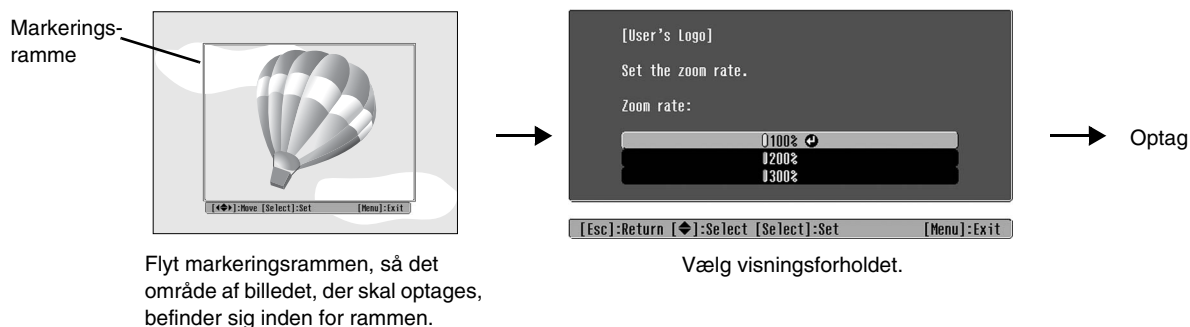 Markerings-
ramme
[User's Logo]
Set the zoom rate.
Zoom rate:
100%
200%
300%
Optag
[◀◆▶]:Move [Select]:Set [Menu]:Exit
[Esc]:Return [◆]:Select [Select]:Set [Menu]:Exit
Flyt markeringsrammen, så det
område af billedet, der skal optages,
befinder sig inden for rammen.
Vælg visningsforholdet.